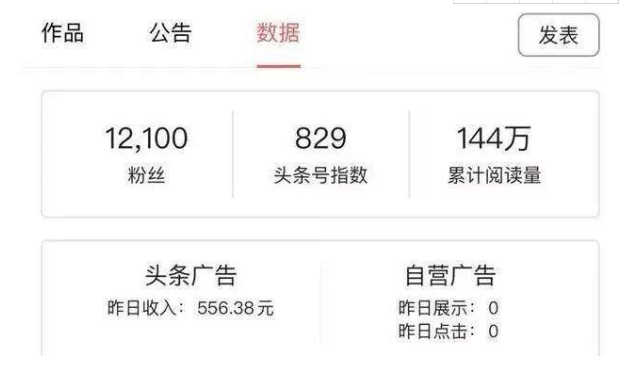 作品 公告 数据 发表
12,100 829 144万
粉丝 头条号指数 累计阅读量
头条广告 自营广告
昨日收入: 556.38元 昨日展示: 0
昨日点击: 0